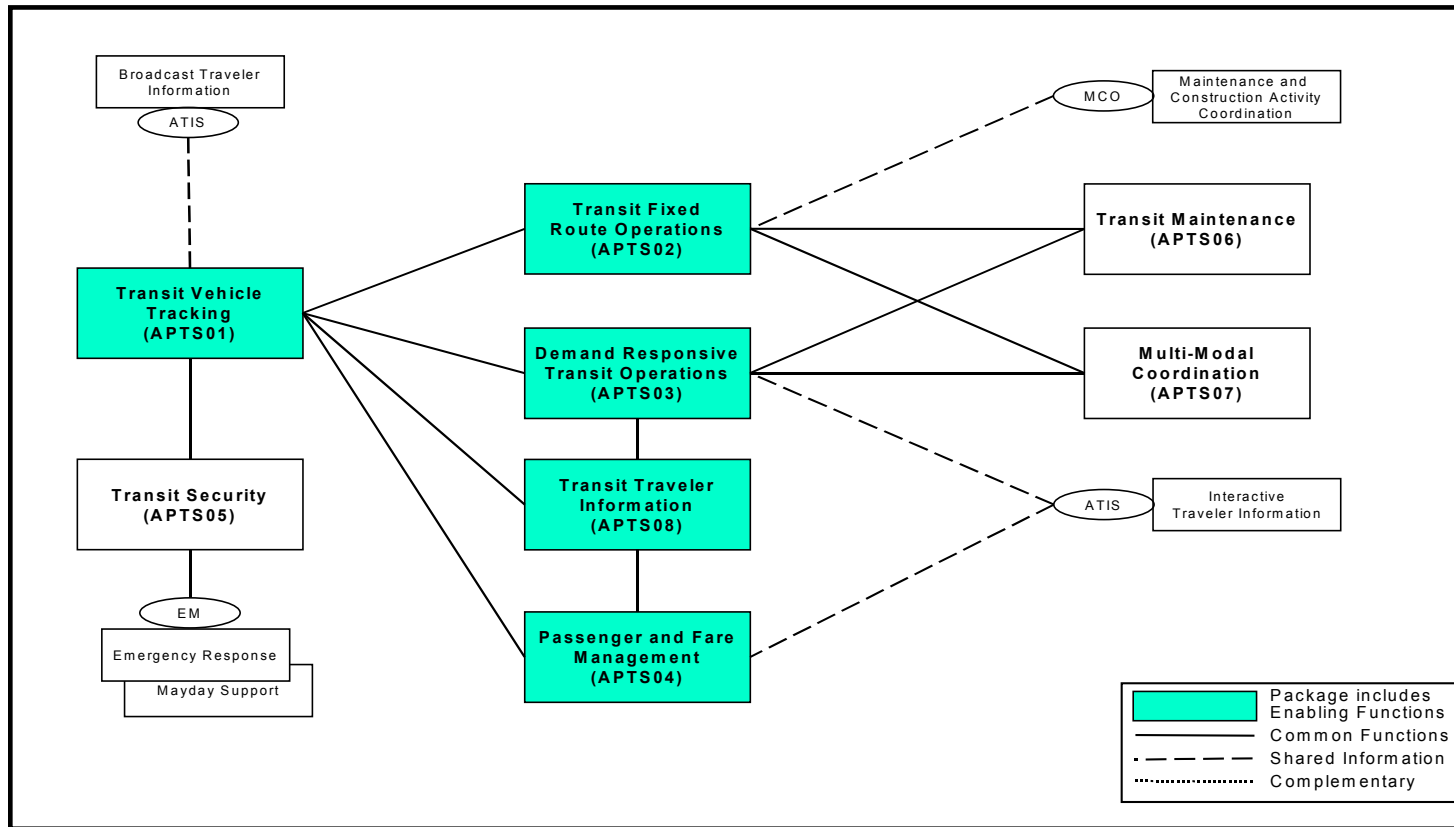 Broadcast Traveler
Information
ATIS
MCO
Maintenance and
Construction Activity
Coordination
Transit Fixed
Route Operations
(APTS02)
Transit Maintenance
(APTS06)
Transit Vehicle
Tracking
(APTS01)
Demand Responsive
Transit Operations
(APTS03)
Multi-Modal
Coordination
(APTS07)
Transit Security
(APTS05)
Transit Traveler
Information
(APTS08)
ATIS
Interactive
Traveler Information
EM
Emergency Response
Mayday Support
Passenger and Fare
Management
(APTS04)
Package includes
Enabling Functions
Common Functions
Shared Information
Complementary